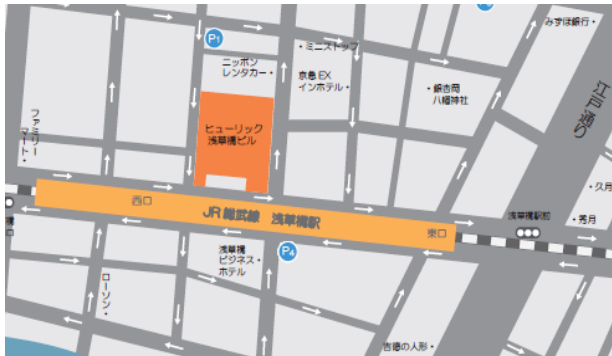 みずほ銀行・
P1
・ミニストップ
ニッポン
レンタカー・
京急EX
インホテル・
・銀杏岡
八幡神社
江戸通り
ファミリー
マート・
ヒューリック
浅草橋ビル
・久月
・秀月
浅草橋駅前
西口
JR総武線 浅草橋駅
東口
浅草橋
ビジネス・
ホテル
P4
ローソン・
吉徳の人形・